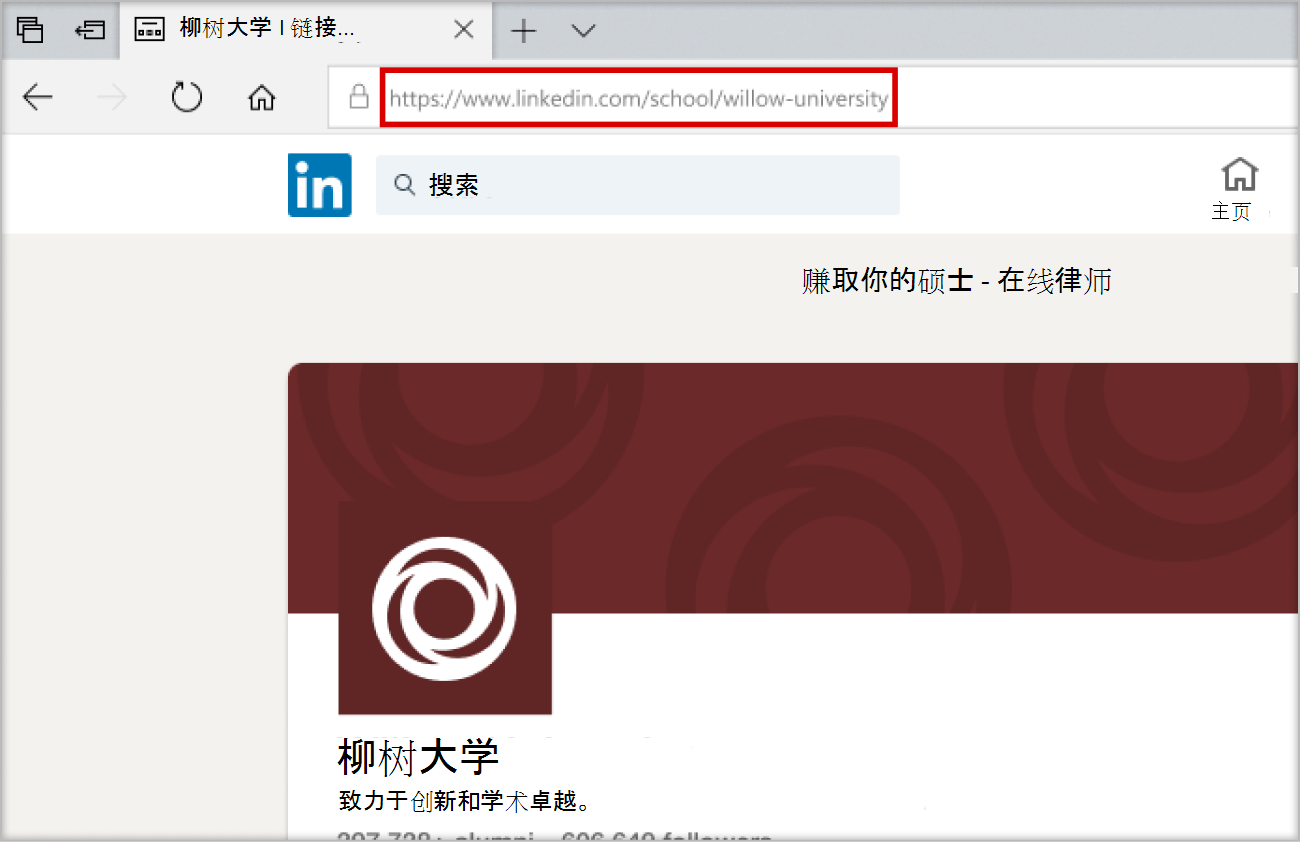 柳树大学 | 链接...
https://www.linkedin.com/school/willow-university
in
搜索
主页
赚取你的硕士 - 在线律师
柳树大学
致力于创新和学术卓越。